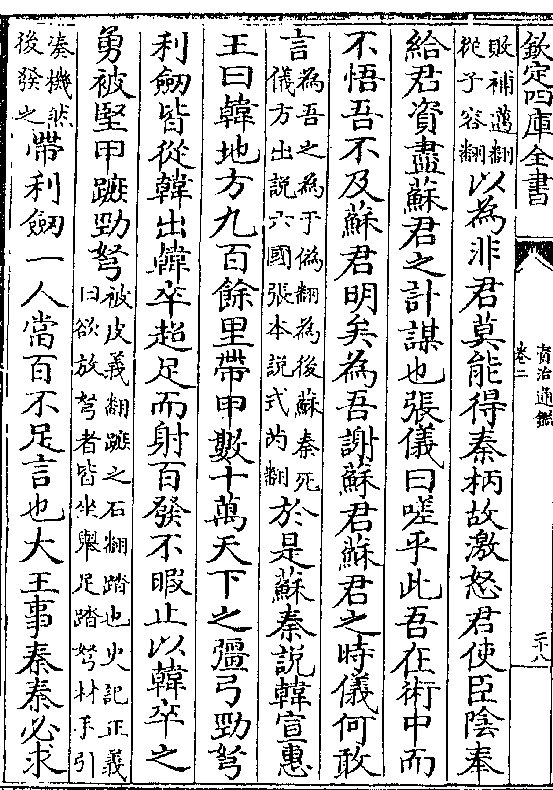 欽定四庫全書
資治通鑑
卷二
二十八
敗補邁翻
從子容翻
以為非君莫能得秦柄故激怒君使臣陰奉
給君資盡蘇君之計謀也張儀曰嗟乎此吾在術中而
不悟吾不及蘇君明矣為吾謝蘇君蘇君之時儀何敢
言
為吾之為于偽翻為後蘇秦死
儀方出說六國張本說式芮翻
於是蘇秦說韓宣惠
王曰韓地方九百餘里帶甲數十萬天下之彊弓勁弩
利劒皆從韓出韓卒超足而射百發不暇止以韓卒之
勇被堅甲蹠勁弩
被皮義翻蹠之石翻踏也史記正義
曰欲放弩者皆坐舉足踏弩材手引
湊機然
後發之
帶利劒一人當百不足言也大王事秦秦必求